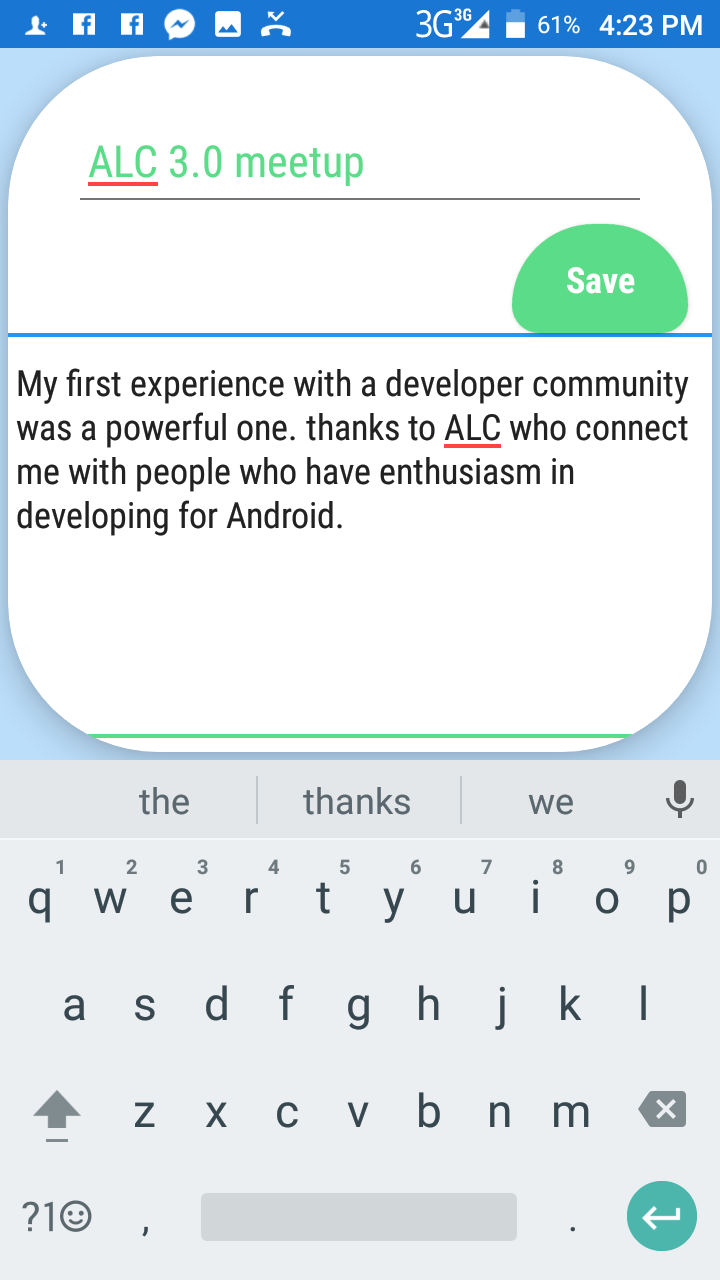 3G 3G 61% 4:23 PM
ALC 3.0 meetup
Save
My first experience with a developer community
was a powerful one. thanks to ALC who connect
me with people who have enthusiasm in
developing for Android.
the thanks we
1 2 3 4 5 6 7 8 9 0
q w e r t y u i o p
a s d f g h j k l
z x c v b n m
?1☺ , .